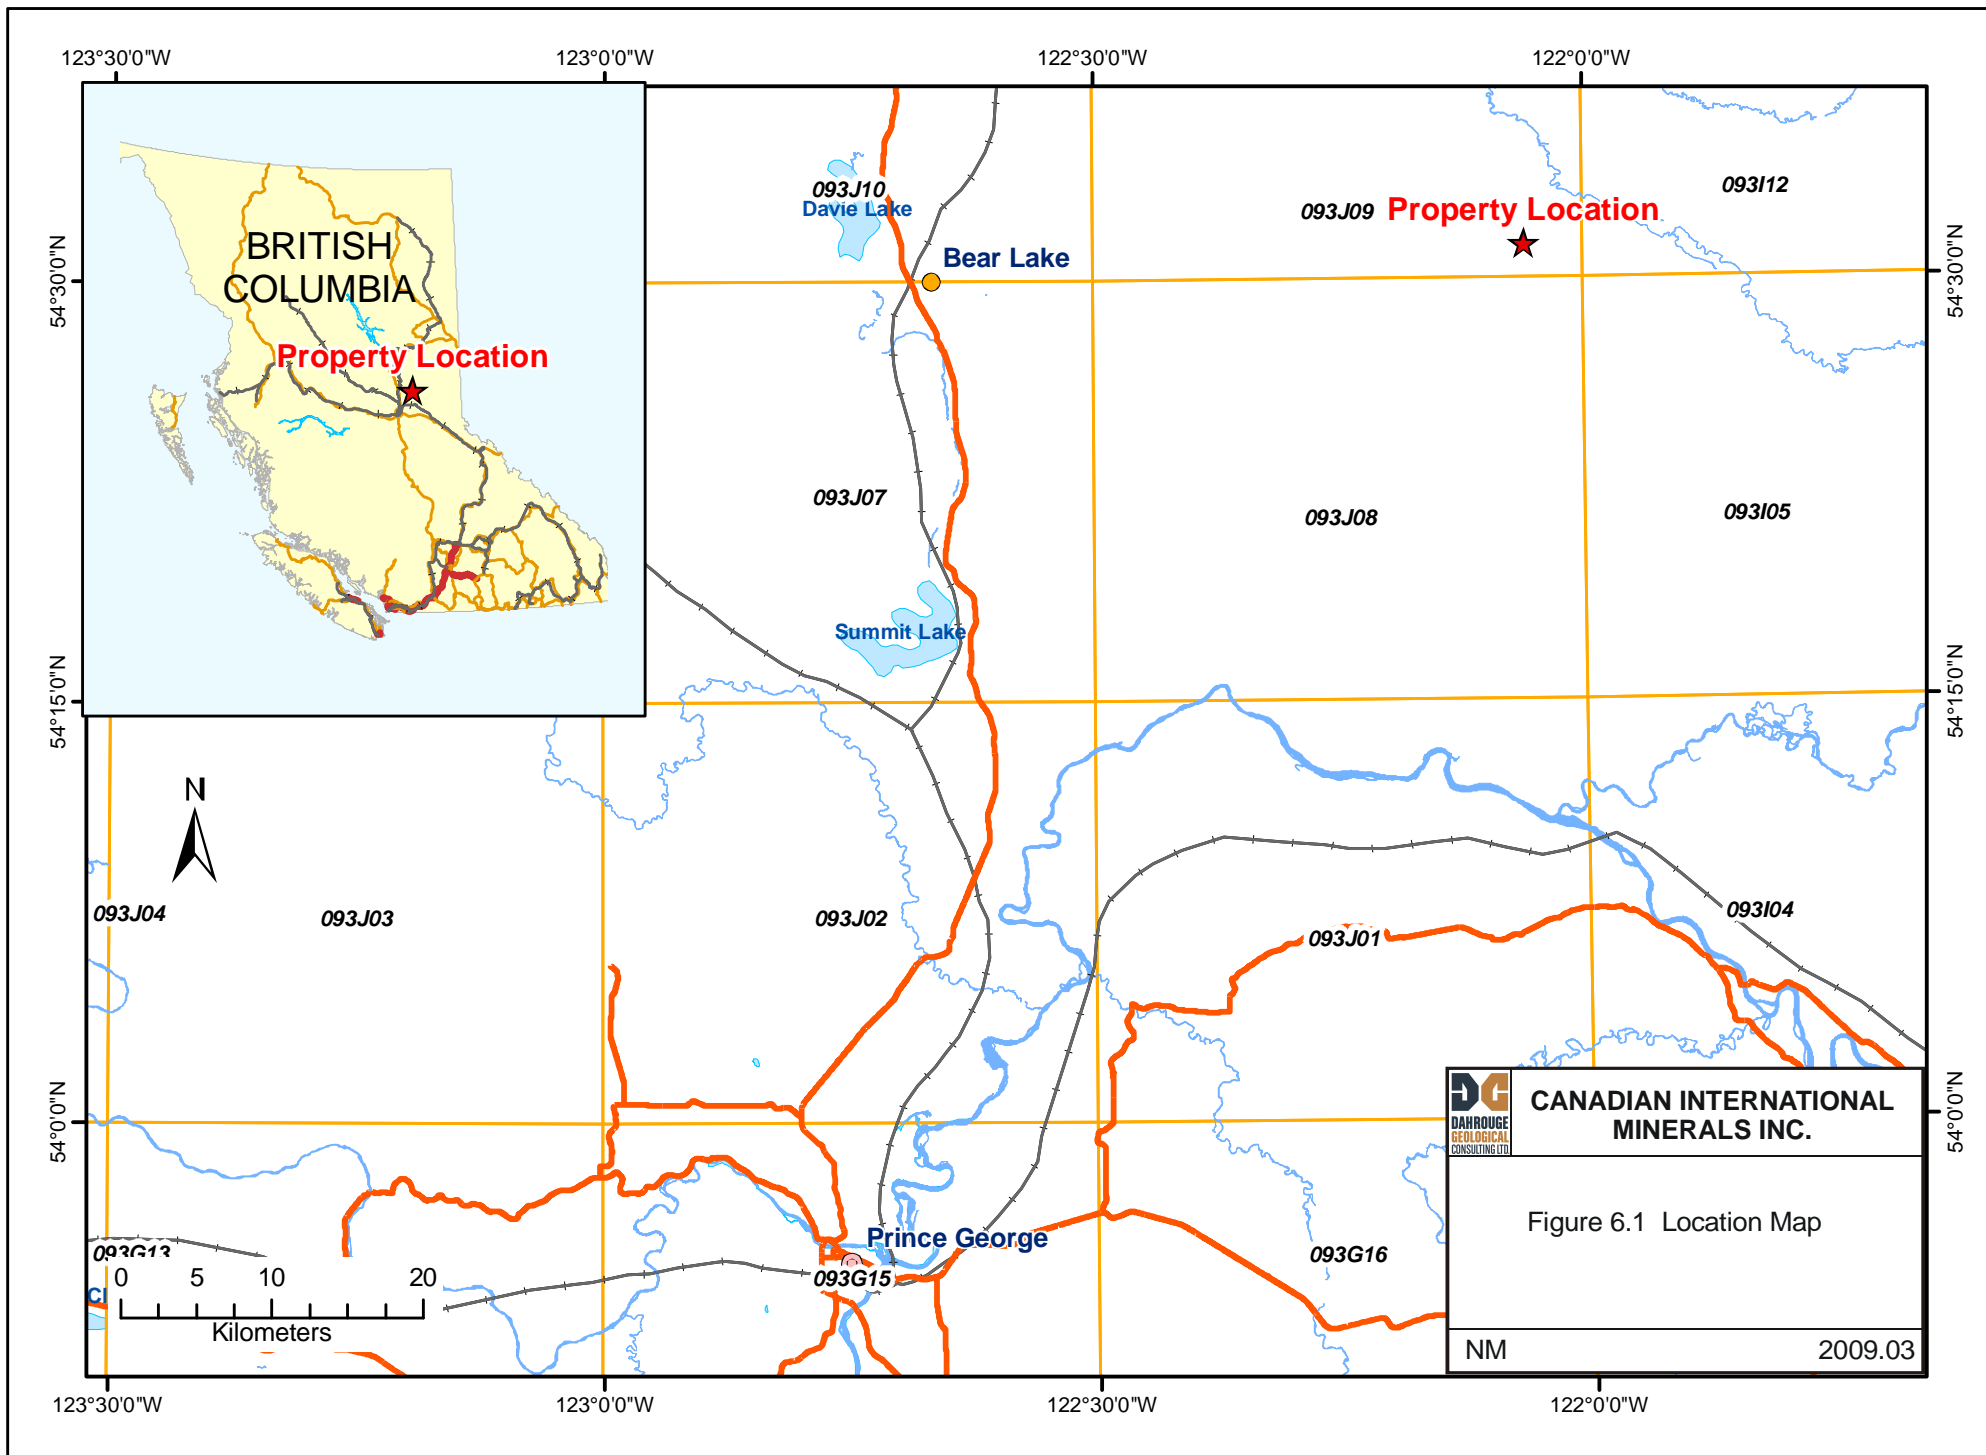 123°30'0"W
123°0'0"W
122°30'0"W
122°0'0"W
BRITISH
COLUMBIA
Property Location
093J10
Davie Lake
Bear Lake
093J09
Property Location
093I12
54°30'0"N
54°30'0"N
093J07
093J08
093I05
Summit Lake
54°15'0"N
54°15'0"N
N
093J04
093J03
093J02
093J01
093I04
54°0'0"N
54°0'0"N
Prince George
093G13
093G15
093G16
0 5 10 20
Kilometers
Cl
DAHROUGE
GEOLOGICAL
CONSULTING LTD.
CANADIAN INTERNATIONAL
MINERALS INC.
Figure 6.1 Location Map
NM
2009.03
123°30'0"W
123°0'0"W
122°30'0"W
122°0'0"W